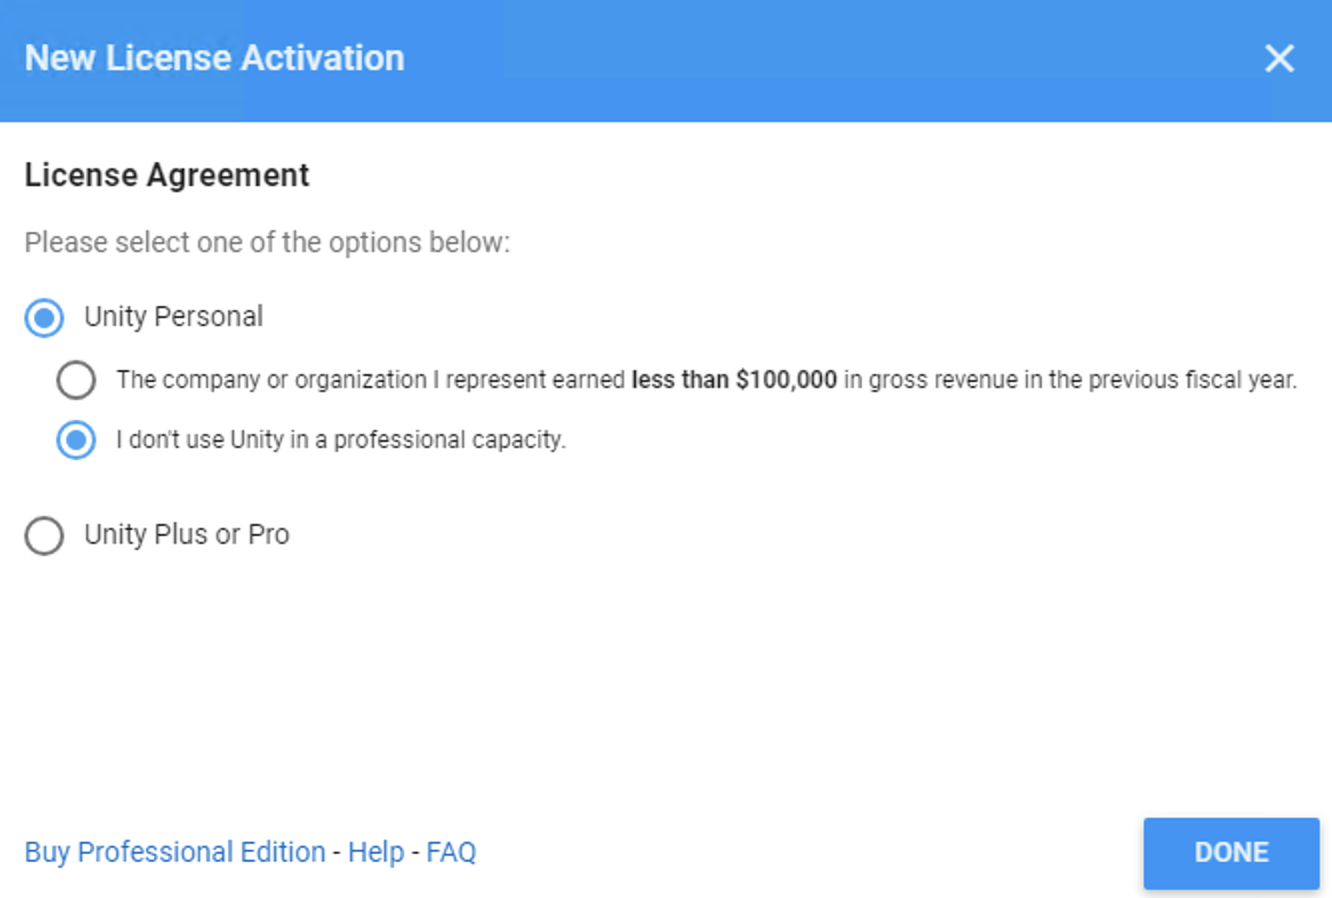 New License Activation
License Agreement
Please select one of the options below:
Unity Personal
The company or organization I represent earned less than $100,000 in gross revenue in the previous fiscal year.
I don't use Unity in a professional capacity.
Unity Plus or Pro
Buy Professional Edition - Help - FAQ
DONE